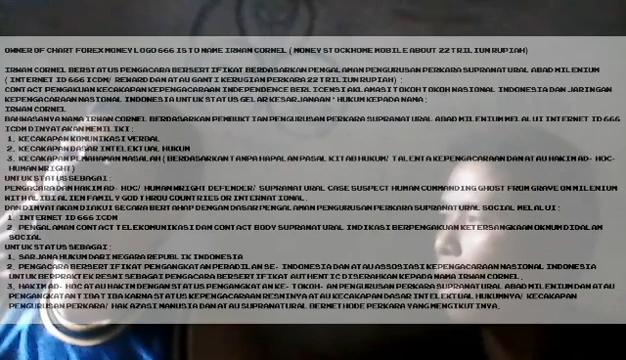 OWNER OF CHART FOREX MONEY LOGO 666 IS TO NAME IRWAN CORNEL ( MONEY STOCKHOME MOBILE ABOUT 22 TRILIUN RUPIAH)
IRWAN CORNEL BERSTATUS PENGACARA BERSERTIFIKAT BERDASARKAN PENGALAMAN PENGURUSAN PERKARA SUPRANATURAL ABAD MILENIUM
( INTERNET ID 666 ICDM/ REWARD DAN ATAU GANTI KERUGIAN PERKARA 22 TRILIUN RUPIAH) ;
CONTACT PENGAKUAN KECAKAPAN KEPENGACARAAN INDEPENDENCE BERLICENSI AKLAMASI TOKOH TOKOH NASIONAL INDONESIA DAN JARINGAN
KEPENGACARAAN NASIONAL INDONESIA UNTUK STATUS GELAR KESARJANAAN " HUKUM KEPADA NAMA ;
IRWAN CORNEL
BAHWASANYA NAMA IRWAN CORNEL BERDASARKAN PEMBUKTIAN PENGURUSAN PERKARA SUPRANATURAL ABAD MILENIUM MELALUI INTERNET ID 666
ICDM DINYATAKAN MEMILIKI ;
1. KECAKAPAN KOMUNIKASI VERBAL
2. KECAKAPAN DASAR INTELEKTUAL HUKUM
3. KECAKAPAN PEMAHAMAN MASALAH ( BERDASARKAN TANPA HAPALAN PASAL KITAB HUKUM/ TALENTA KEPENGACARAAN DAN ATAU HAKIM AD- HOC-
HUMAN WRIGHT)
UNTUK STATUS SEBAGAI ;
PENGACARA DAN HAKIM AD- HOC/ HUMAN WRIGHT DEFENDER/ SUPRANATURAL CASE SUSPECT HUMAN COMMANDING GHOST FROM GRAVE ON MILENIUM
WITH ALIBI ALIEN FAMILY GOD THROU COUNTRIES OR INTERNATIONAL.
DAN DINYATAKAN DIAKUI SECARA BERTAHAP DENGAN DASAR PENGALAMAN PENGURUSAN PERKARA SUPRANATURAL SOCIAL MELALUI ;
1. INTERNET ID 666 ICDM
2. PENGALAMAN CONTACT TELEKOMUNIKASI DAN CONTACT BODY SUPRANATURAL INDIKASI BERPENGAKUAN KETERSANGKAAN OKNUM DIDALAM
SOCIAL
UNTUK STATUS SEBAGAI ;
1. SARJANA HUKUM DARI NEGARA REPUBLIK INDONESIA
2. PENGACARA BERSERTIFIKAT PENGANGKATAN PERADILAN SE- INDONESIA DAN ATAU ASSOSIASI KEPENGACARAAN NASIONAL INDONESIA
UNTUK BERPRAKTEK RESMI SEBAGAI PENGACARA BERSERTIFIKAT AUTHENTIC DISERAHKAN KEPADA NAMA IRWAN CORNEL.
3. HAKIM AD- HOC ATAU HAKIM DENGAN STATUS PENGANGKATAN KE- TOKOH- AN PENGURUSAN PERKARA SUPRANATURAL ABAD MILENIUM DAN ATAU
PENGANGKATAN TIBA TIBA KARNA STATUS KEPENGACARAAN RESMINYA ATAU KECAKAPAN DASAR INTELEKTUAL HUKUMNYA/ KECAKAPAN
PENGURUSAN PERKARA/ HAK AZASI MANUSIA DAN ATAU SUPRANATURAL BERMETHODE PERKARA YANG MENGIKUTINYA.